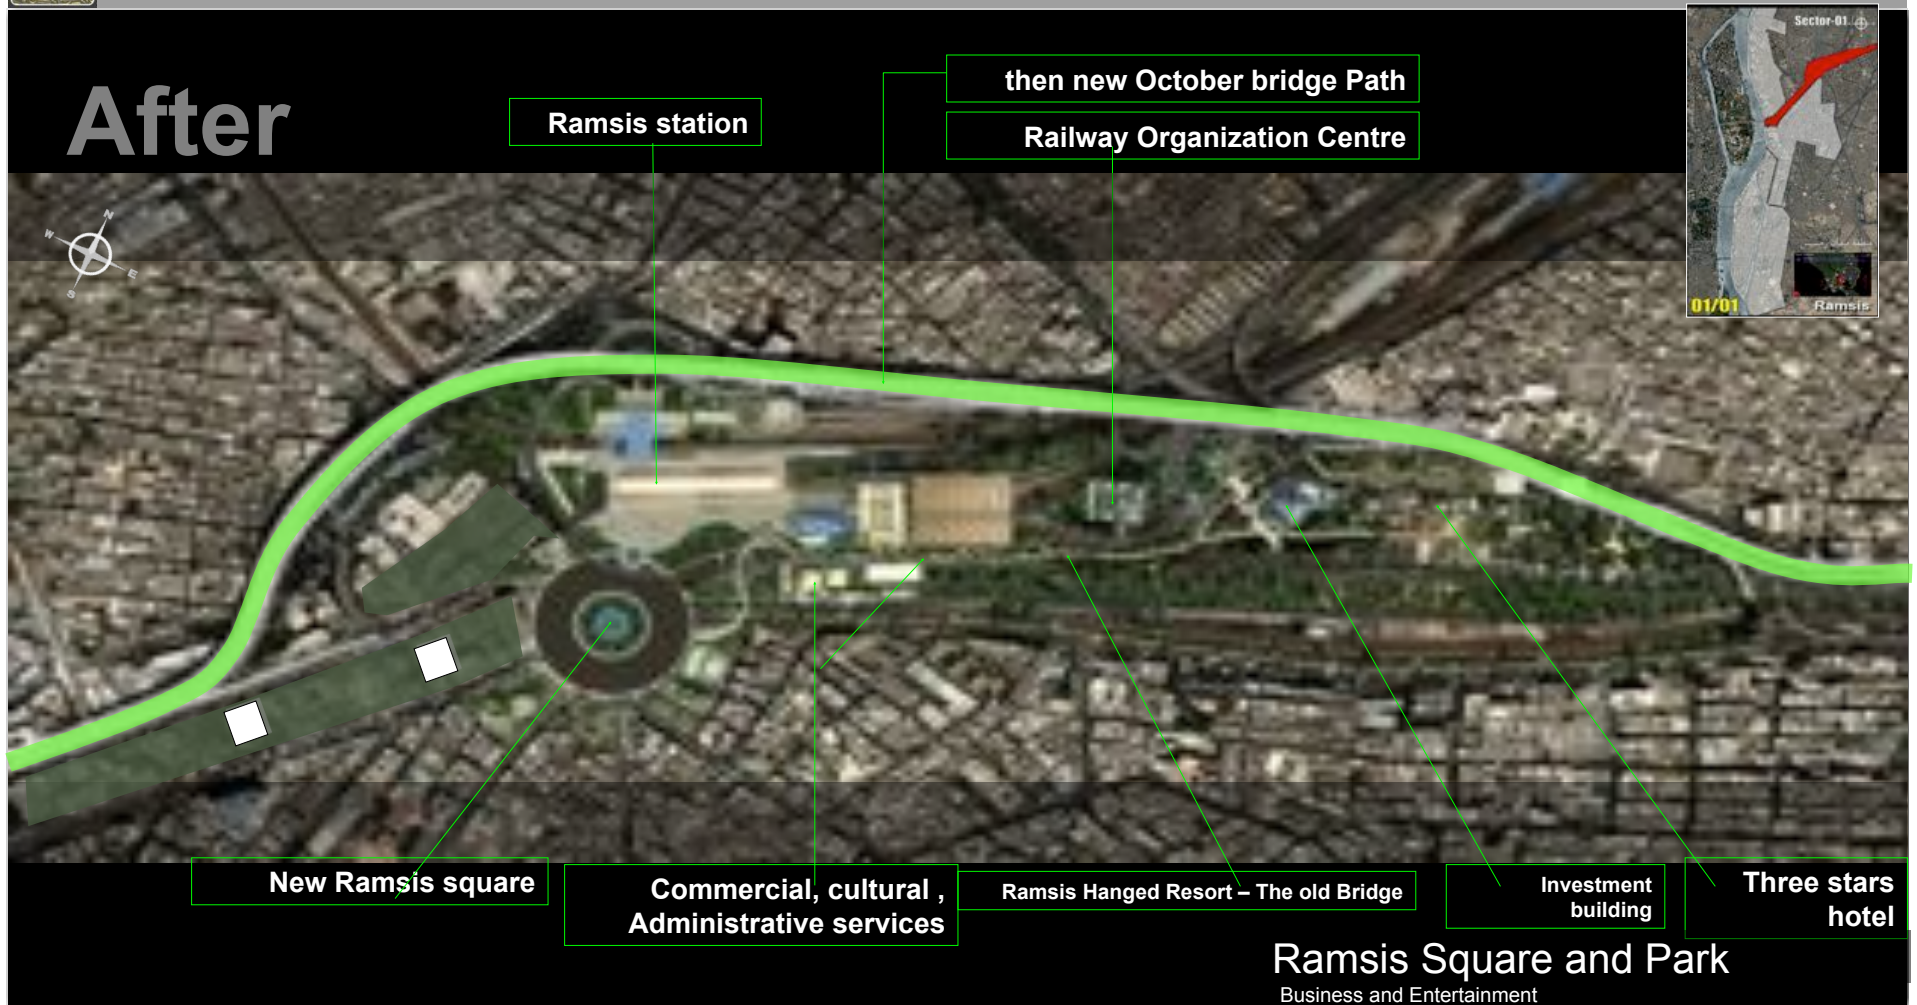 Sector-01
then new October bridge Path
After
Ramsis station
Railway Organization Centre
N
W
E
S
01/01
Ramsis
New Ramsis square
Commercial, cultural ,
Administrative services
Ramsis Hanged Resort – The old Bridge
Investment
building
Three stars
hotel
Ramsis Square and Park
Business and Entertainment